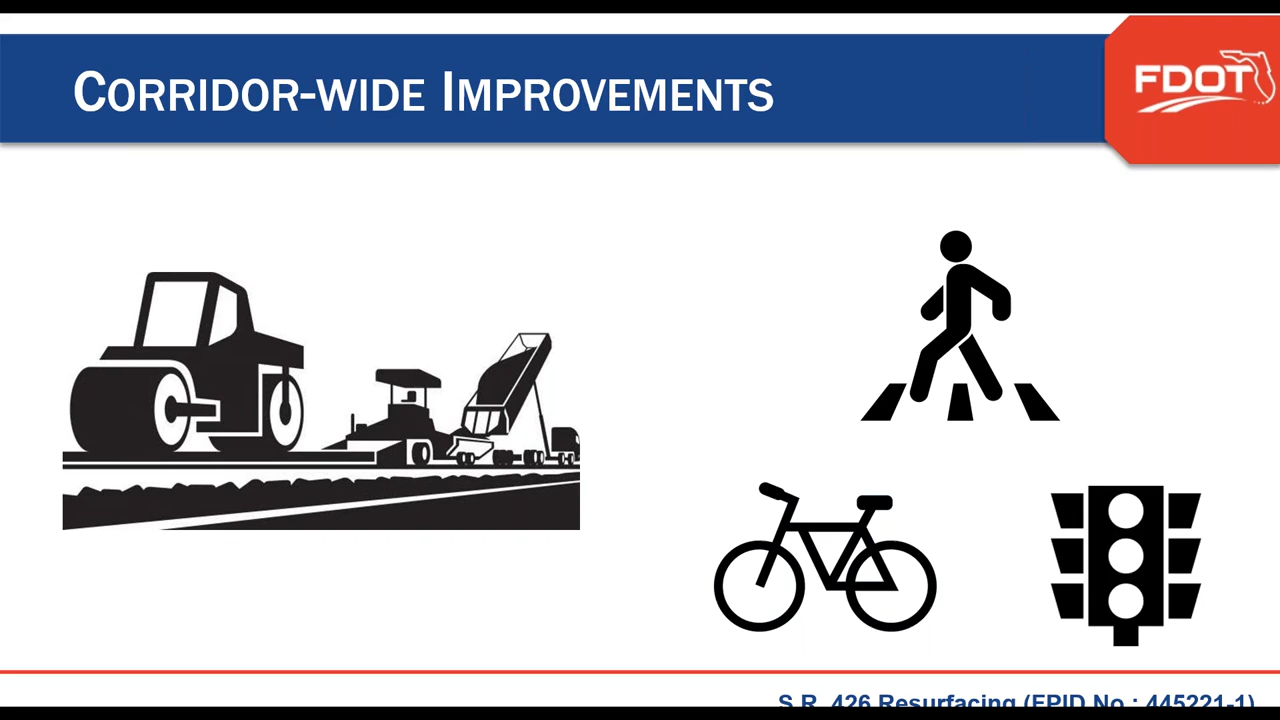 CORRIDOR-WIDE IMPROVEMENTS
FDOT
S.R. 426 Resurfacing (FPID No.: 445221-1)